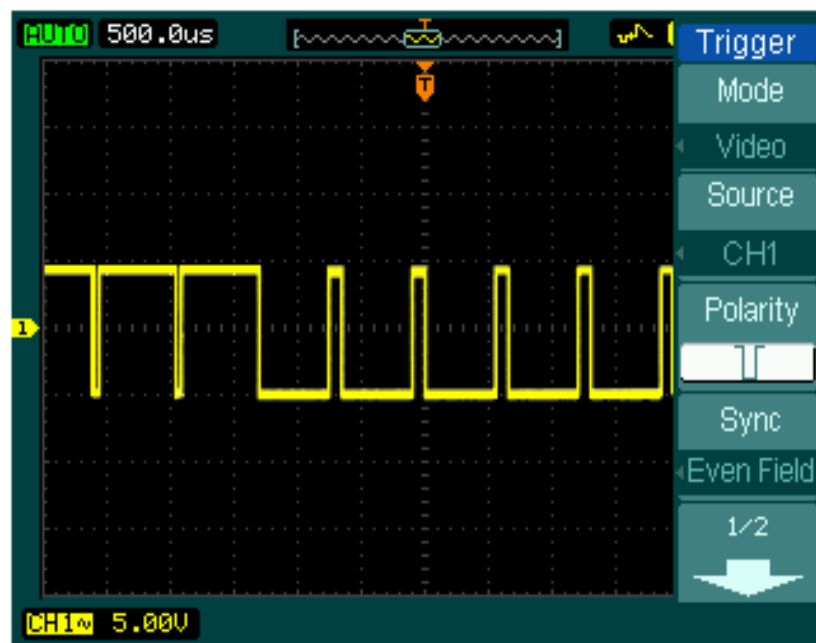 AUTO 500.0us
T
Trigger
Mode
Video
Source
CH1
Polarity
Sync
Even Field
1/2
T
1
CH1~ 5.00V